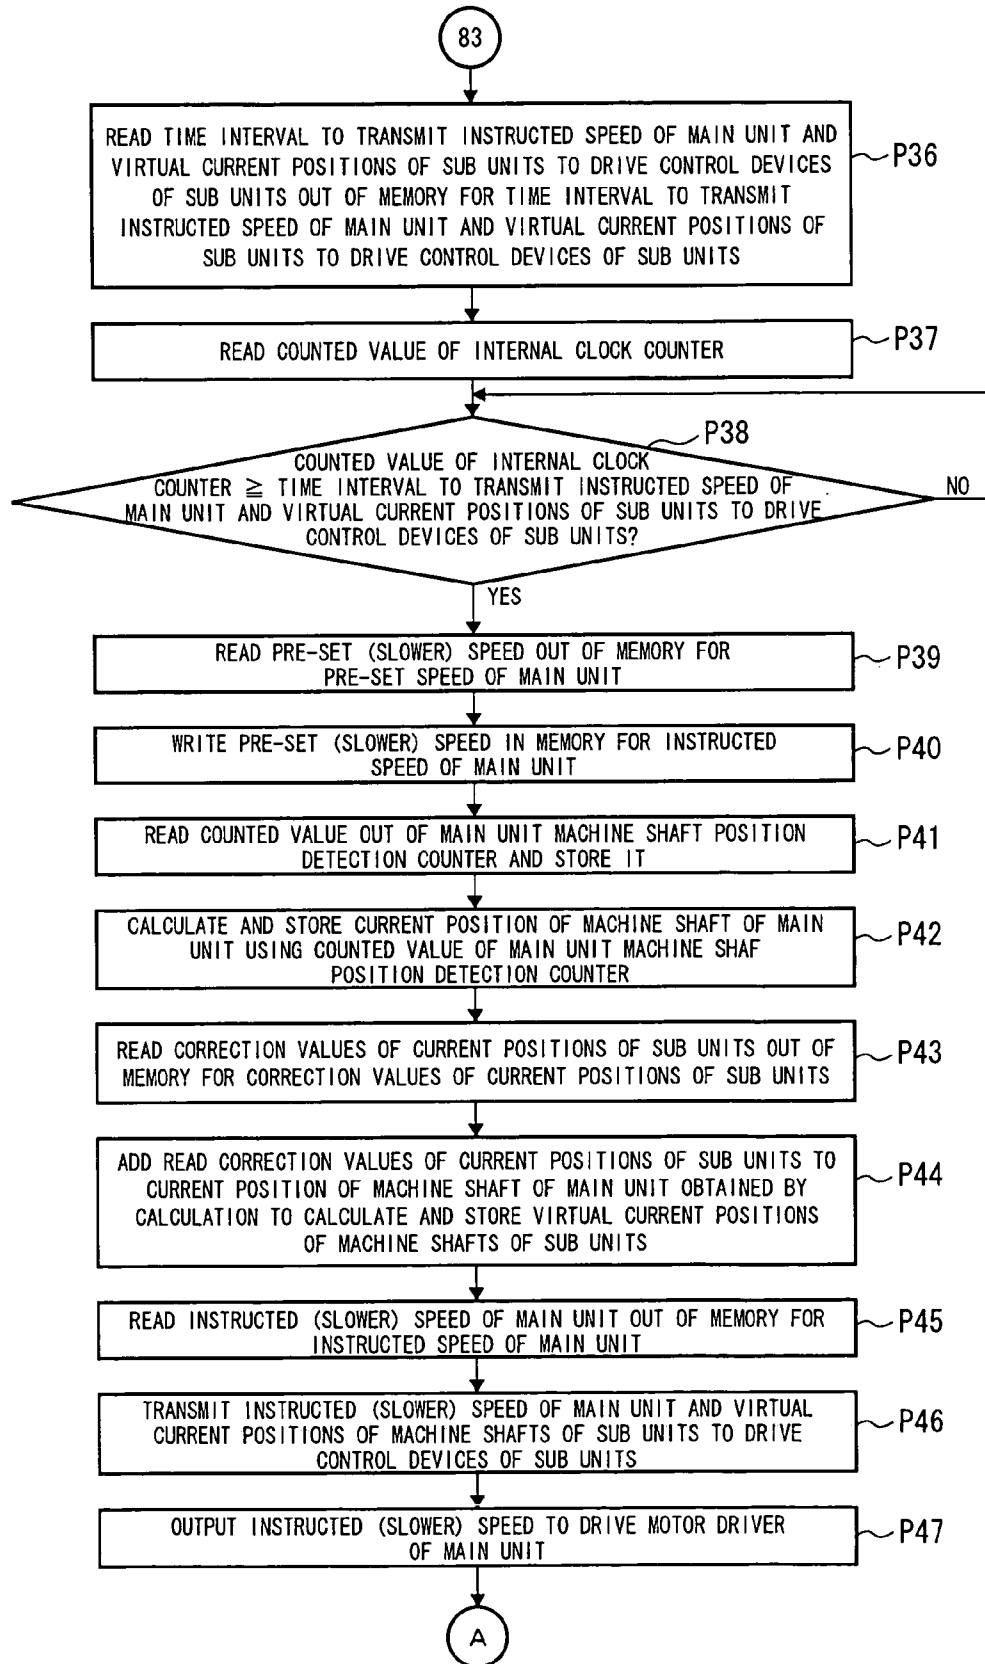 83
READ TIME INTERVAL TO TRANSMIT INSTRUCTED SPEED OF MAIN UNIT AND
VIRTUAL CURRENT POSITIONS OF SUB UNITS TO DRIVE CONTROL DEVICES
OF SUB UNITS OUT OF MEMORY FOR TIME INTERVAL TO TRANSMIT
INSTRUCTED SPEED OF MAIN UNIT AND VIRTUAL CURRENT POSITIONS OF
SUB UNITS TO DRIVE CONTROL DEVICES OF SUB UNITS
P36
READ COUNTED VALUE OF INTERNAL CLOCK COUNTER
P37
P38
COUNTED VALUE OF INTERNAL CLOCK
COUNTER ≧ TIME INTERVAL TO TRANSMIT INSTRUCTED SPEED OF
MAIN UNIT AND VIRTUAL CURRENT POSITIONS OF SUB UNITS TO DRIVE
CONTROL DEVICES OF SUB UNITS?
NO
YES
READ PRE-SET (SLOWER) SPEED OUT OF MEMORY FOR
PRE-SET SPEED OF MAIN UNIT
P39
WRITE PRE-SET (SLOWER) SPEED IN MEMORY FOR INSTRUCTED
SPEED OF MAIN UNIT
P40
READ COUNTED VALUE OUT OF MAIN UNIT MACHINE SHAFT POSITION
DETECTION COUNTER AND STORE IT
P41
CALCULATE AND STORE CURRENT POSITION OF MACHINE SHAFT OF MAIN
UNIT USING COUNTED VALUE OF MAIN UNIT MACHINE SHAF
POSITION DETECTION COUNTER
P42
READ CORRECTION VALUES OF CURRENT POSITIONS OF SUB UNITS OUT OF
MEMORY FOR CORRECTION VALUES OF CURRENT POSITIONS OF SUB UNITS
P43
ADD READ CORRECTION VALUES OF CURRENT POSITIONS OF SUB UNITS TO
CURRENT POSITION OF MACHINE SHAFT OF MAIN UNIT OBTAINED BY
CALCULATION TO CALCULATE AND STORE VIRTUAL CURRENT POSITIONS
OF MACHINE SHAFTS OF SUB UNITS
P44
READ INSTRUCTED (SLOWER) SPEED OF MAIN UNIT OUT OF MEMORY FOR
INSTRUCTED SPEED OF MAIN UNIT
P45
TRANSMIT INSTRUCTED (SLOWER) SPEED OF MAIN UNIT AND VIRTUAL
CURRENT POSITIONS OF MACHINE SHAFTS OF SUB UNITS TO DRIVE
CONTROL DEVICES OF SUB UNITS
P46
OUTPUT INSTRUCTED (SLOWER) SPEED TO DRIVE MOTOR DRIVER
OF MAIN UNIT
P47
A